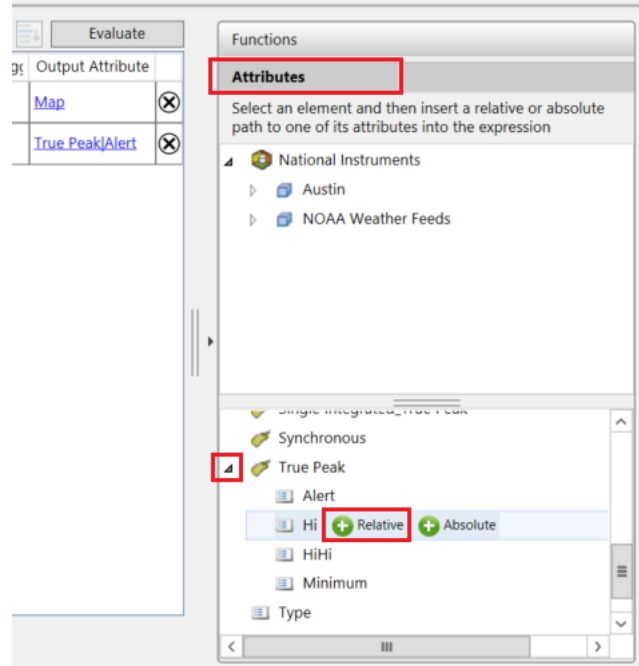 Evaluate
Output Attribute
Map
True Peak|Alert
Functions
Attributes
Select an element and then insert a relative or absolute
path to one of its attributes into the expression
National Instruments
Austin
NOAA Weather Feeds
Synchronous
True Peak
Alert
Hi Relative Absolute
HiHi
Minimum
Type